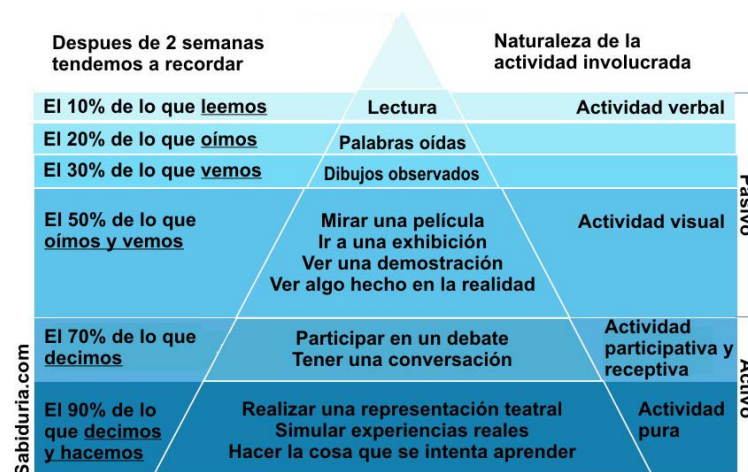 Despues de 2 semanas
tendemos a recordar
Naturaleza de la
actividad involucrada
El 10% de lo que leemos
Lectura
Actividad verbal
El 20% de lo que oímos
Palabras oídas
El 30% de lo que vemos
Dibujos observados
El 50% de lo que
oímos y vemos
Mirar una película
Ir a una exhibición
Ver una demostración
Ver algo hecho en la realidad
Actividad visual
Pasivo
El 70% de lo que
decimos
Participar en un debate
Tener una conversación
Actividad
participativa y
receptiva
El 90% de lo
que decimos
y hacemos
Realizar una representación teatral
Simular experiencias reales
Hacer la cosa que se intenta aprender
Actividad
pura
Activo
Sabiduria.com